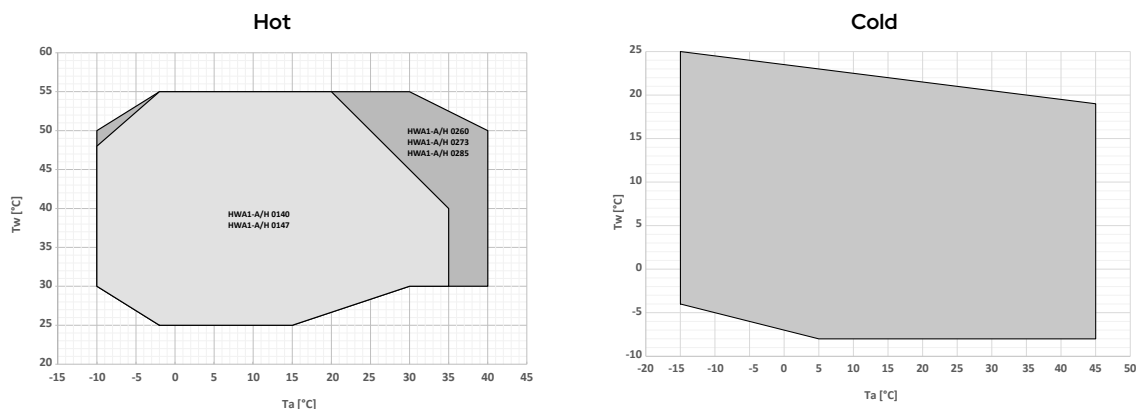 Hot
60
55
50
45
40
35
30
25
20
Tw [°C]
-15 -10 -5 0 5 10 15 20 25 30 35 40 45
Ta [°C]
HWA1-A/H 0260
HWA1-A/H 0273
HWA1-A/H 0285
HWA1-A/H 0140
HWA1-A/H 0147
Cold
25
20
15
10
5
0
-5
-10
Tw [°C]
-20 -15 -10 -5 0 5 10 15 20 25 30 35 40 45 50
Ta [°C]